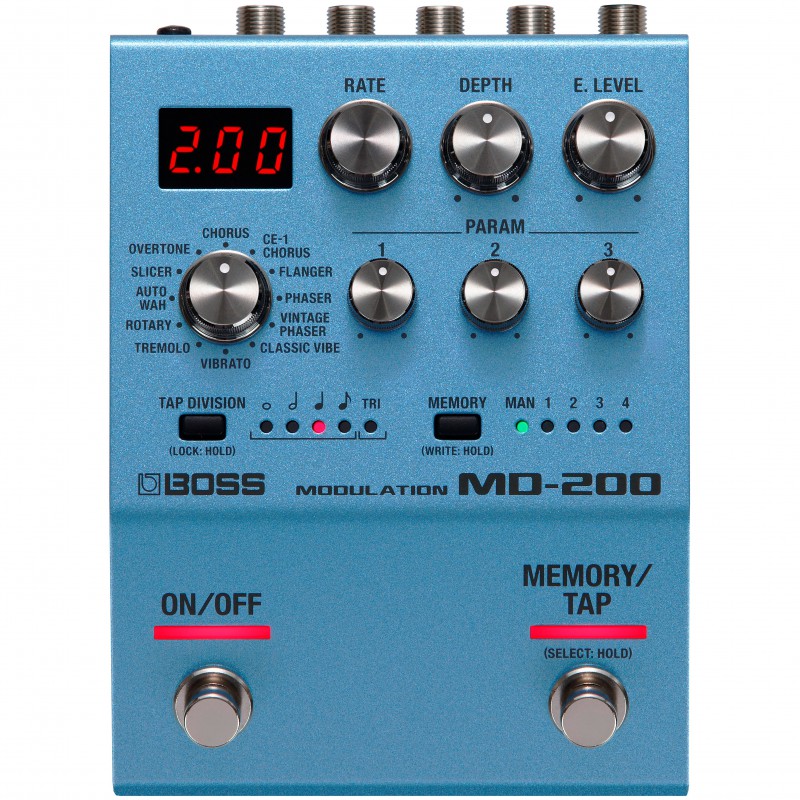 RATE
DEPTH
E. LEVEL
2.00
PARAM
1
2
3
CHORUS
CE-1
CHORUS
FLANGER
PHASER
VINTAGE
PHASER
CLASSIC VIBE
VIBRATO
TREMOLO
ROTARY
AUTO
WAH
SLICER
OVERTONE
TAP DIVISION
(LOCK: HOLD)
TRI
MEMORY
(WRITE: HOLD)
MAN 1 2 3 4
BOSS
MODULATION MD-200
ON/OFF
MEMORY/
TAP
(SELECT: HOLD)